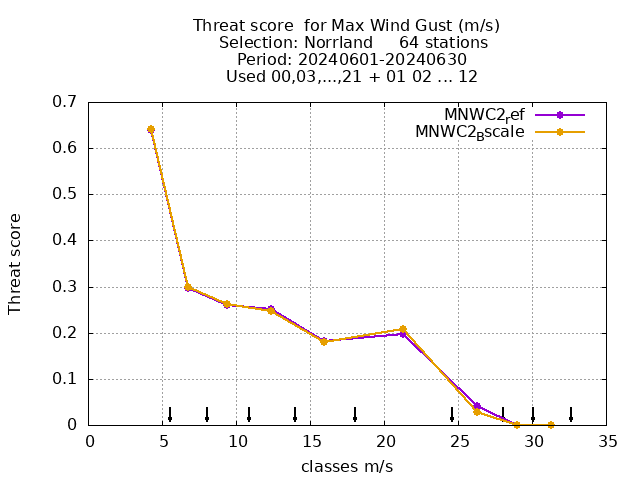 Threat score  for Max Wind Gust (m/s)
Selection: Norrland     64 stations
Period: 20240601-20240630
Used 00,03,...,21 + 01 02 ... 12
MNWC2ref
MNWC2Bscale
0.7
0.6
0.5
0.4
0.3
0.2
0.1
0
Threat score
0 5 10 15 20 25 30 35
classes m/s